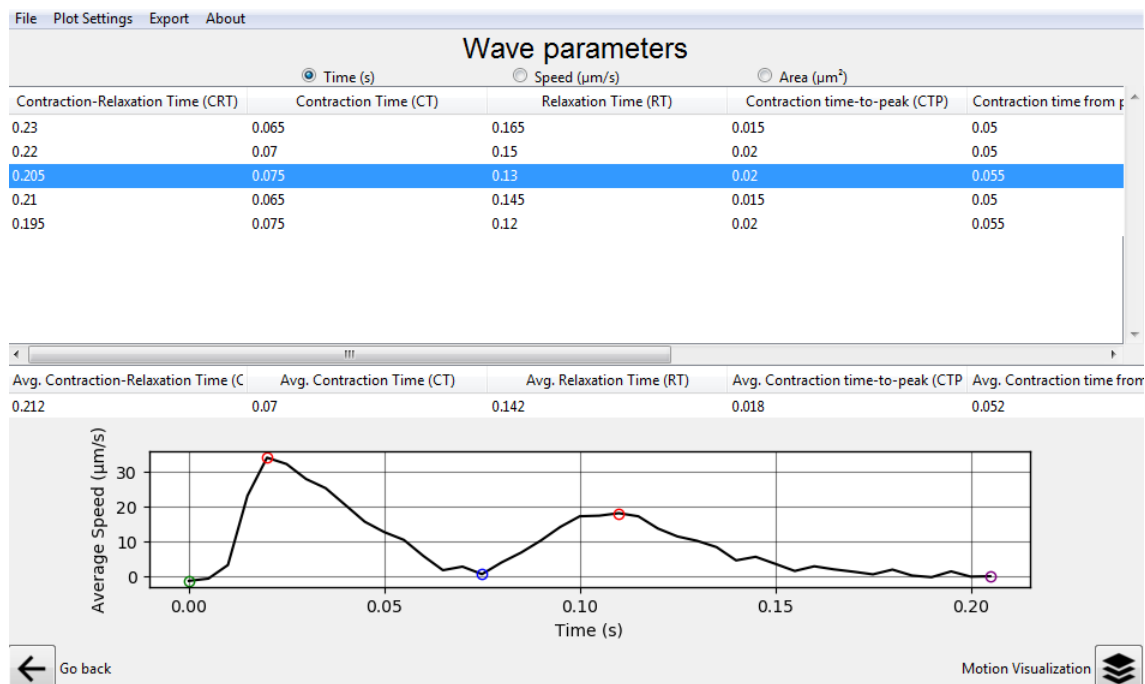 File Plot Settings Export About
Wave parameters
Time (s) Speed (µm/s) Area (µm²)
Contraction-Relaxation Time (CRT) Contraction Time (CT) Relaxation Time (RT) Contraction time-to-peak (CTP) Contraction time from p
0.23 0.065 0.165 0.015 0.05
0.22 0.07 0.15 0.02 0.05
0.205 0.075 0.13 0.02 0.055
0.21 0.065 0.145 0.015 0.05
0.195 0.075 0.12 0.02 0.055
Avg. Contraction-Relaxation Time (C Avg. Contraction Time (CT) Avg. Relaxation Time (RT) Avg. Contraction time-to-peak (CTP Avg. Contraction time from
0.212 0.07 0.142 0.018 0.052
Average Speed (µm/s)
30
20
10
0
0.00 0.05 0.10 0.15 0.20
Time (s)
Go back Motion Visualization